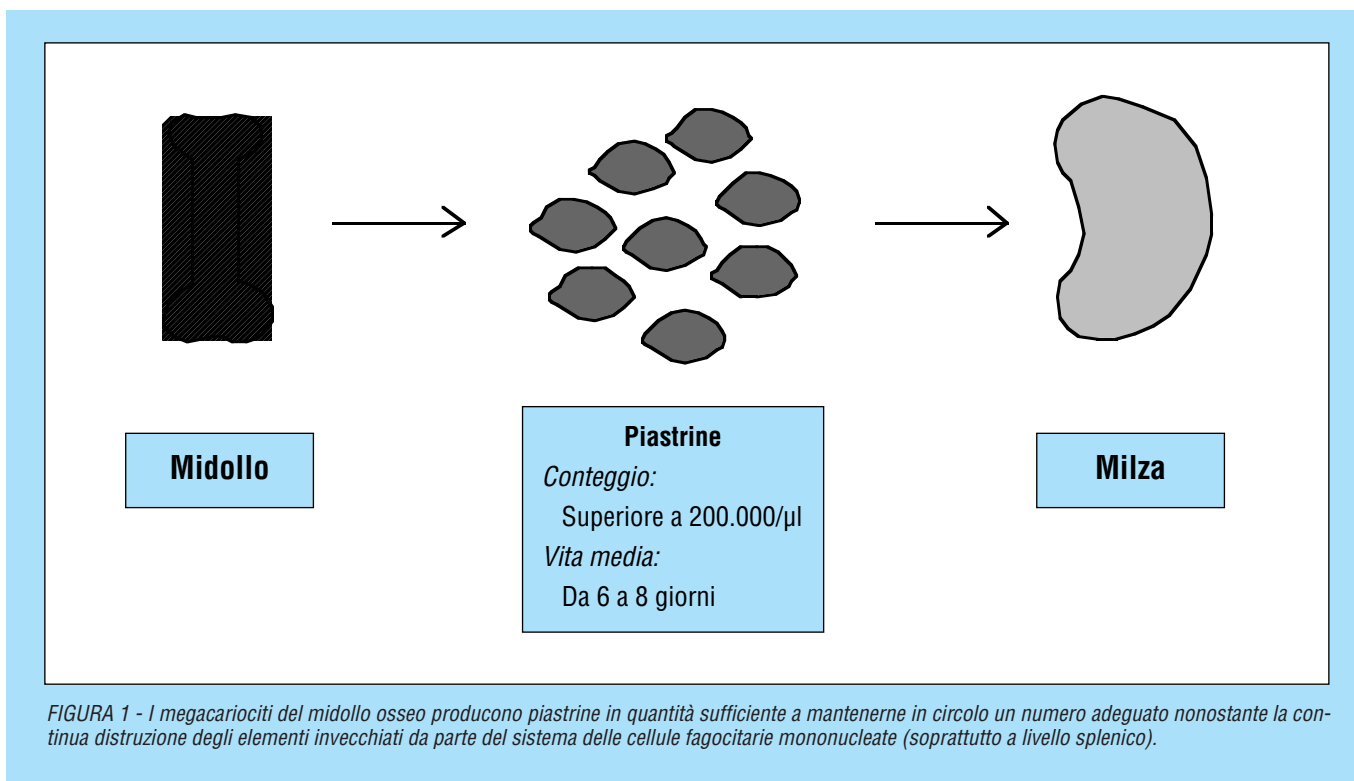 Midollo
Piastrine
Conteggio:
Superiore a 200.000/µl
Vita media:
Da 6 a 8 giorni
Milza
FIGURA 1 - I megacariociti del midollo osseo producono piastrine in quantità sufficiente a mantenerne in circolo un numero adeguato nonostante la con-
tinua distruzione degli elementi invecchiati da parte del sistema delle cellule fagocitarie mononucleate (soprattutto a livello splenico).